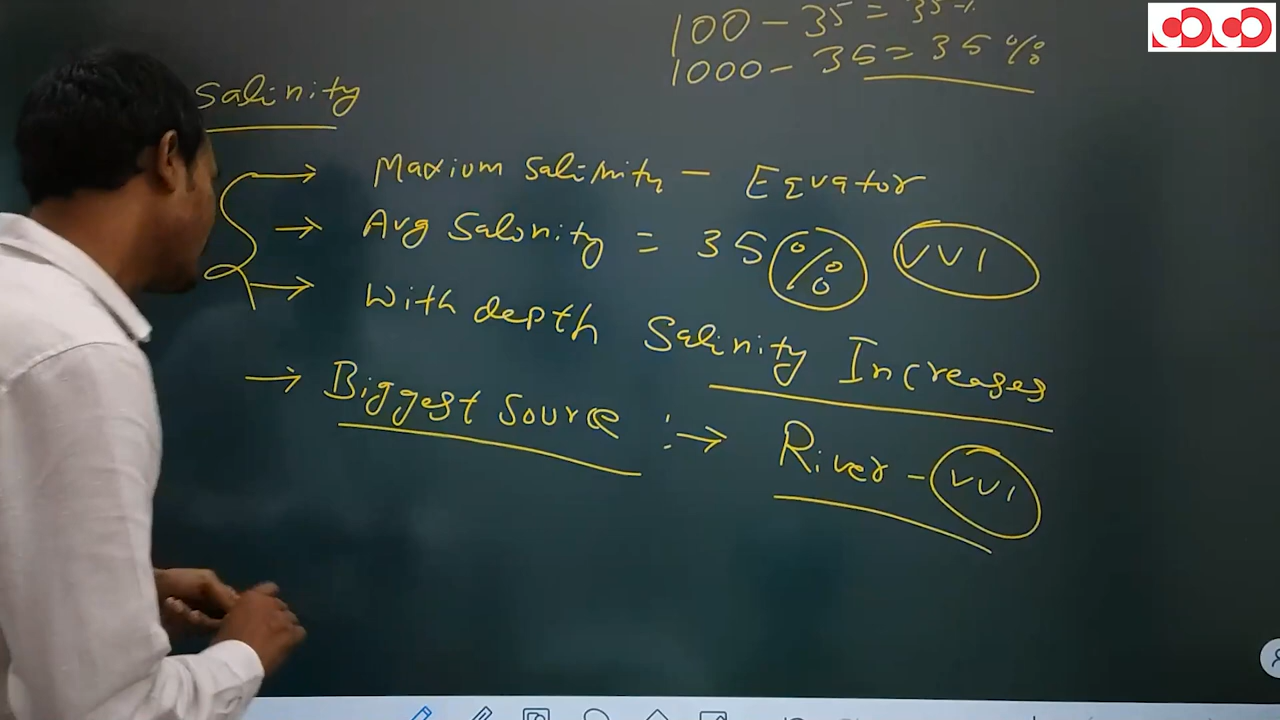 100 - 35 = 35%
1000 - 35 = 35 ‰
Salinity
→ Maxium Salinity - Equator
→ Avg Salinity = 35 ‰ VVI
→ With depth Salinity Increases
→ Biggest Source :→ River - VVI